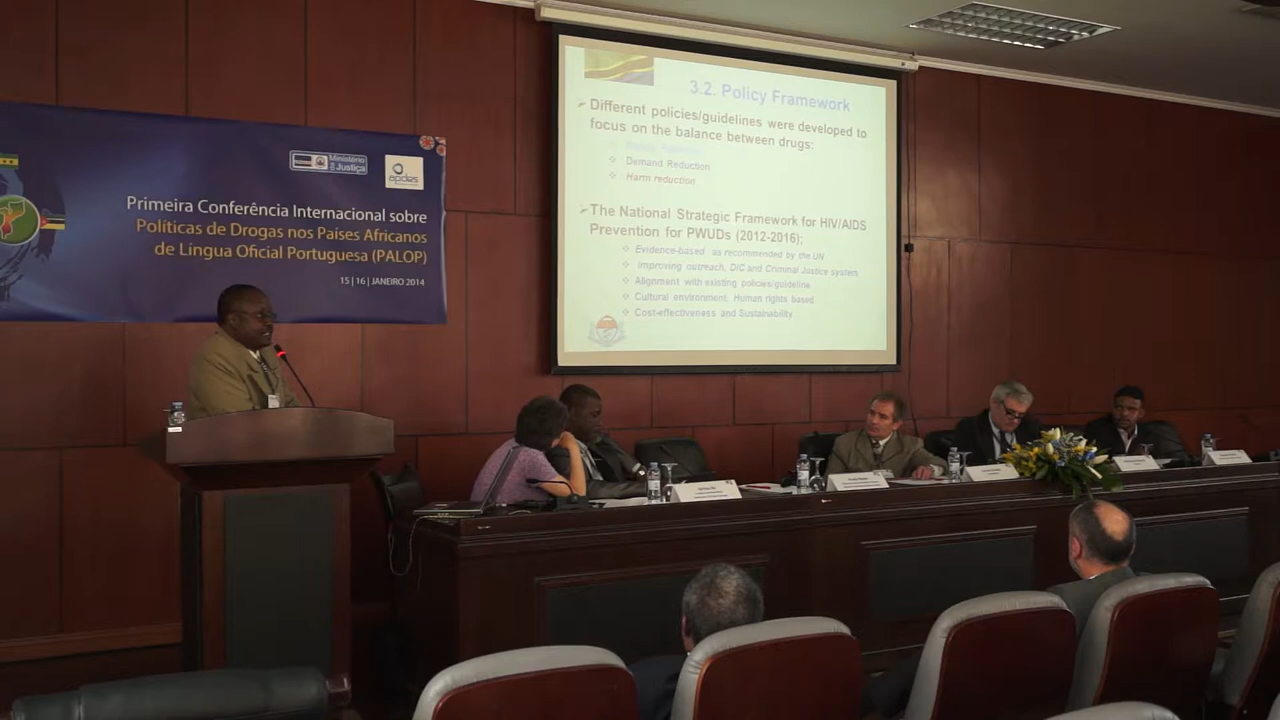 Ministério
da Justiça
apdes
Primeira Conferência Internacional sobre
Políticas de Drogas nos Países Africanos
de Língua Oficial Portuguesa (PALOP)
15 | 16 | JANEIRO 2014
3.2. Policy Framework
Different policies/guidelines were developed to
focus on the balance between drugs:
Demand Reduction
Harm reduction
The National Strategic Framework for HIV/AIDS
Prevention for PWUDs (2012-2016);
Evidence-based as recommended by the UN
Improving outreach, DIC and Criminal Justice system
Alignment with existing policies/guideline
Cultural environment, Human rights based
Cost-effectiveness and Sustainability